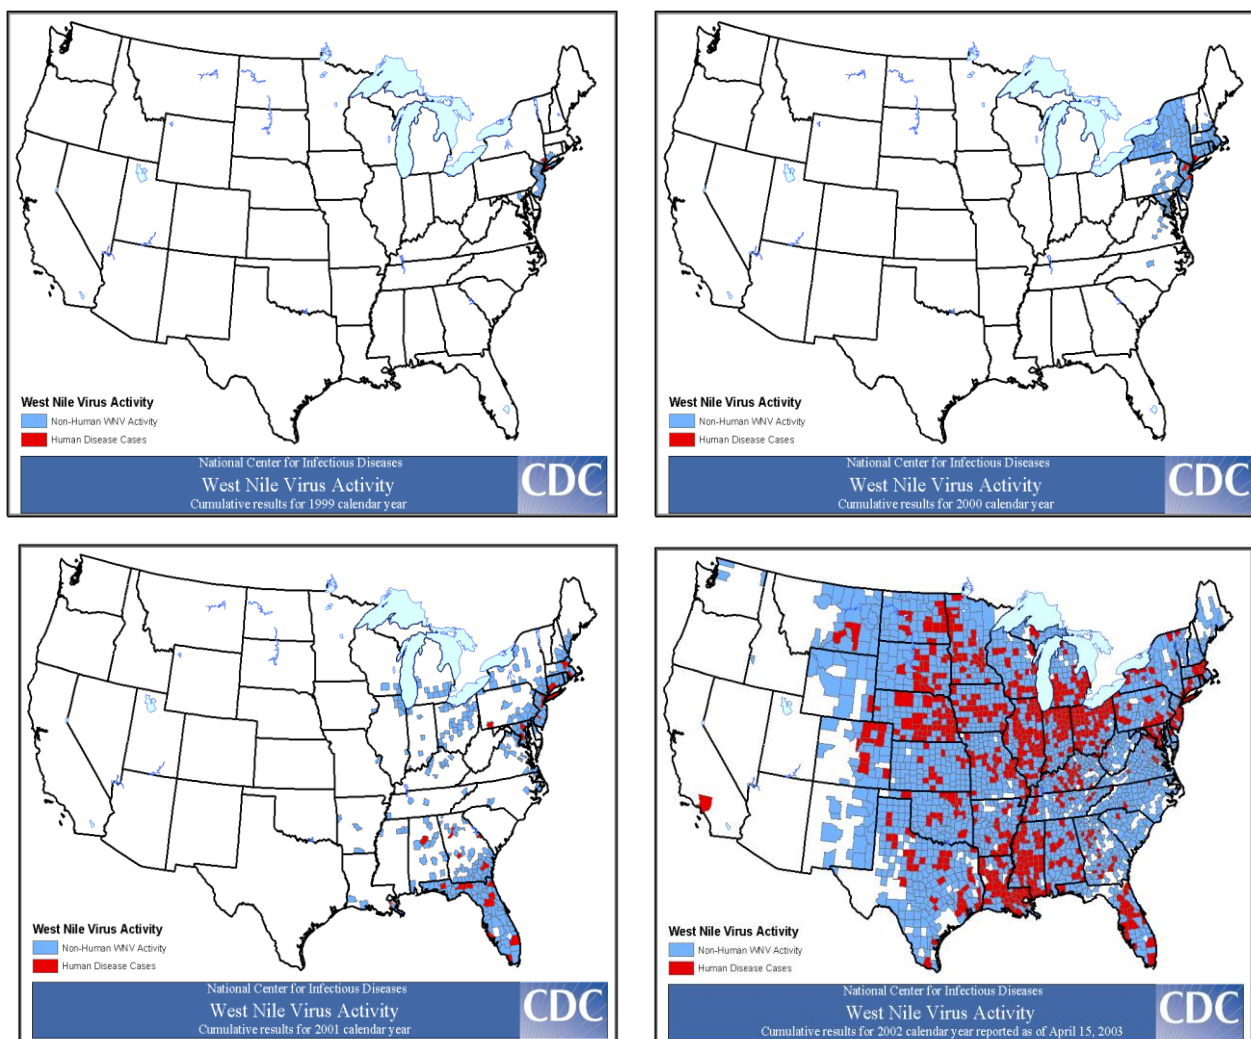 West Nile Virus Activity
Non-Human WNV Activity
Human Disease Cases
National Center for Infectious Diseases
West Nile Virus Activity
Cumulative results for 1999 calendar year
CDC
West Nile Virus Activity
Non-Human WNV Activity
Human Disease Cases
National Center for Infectious Diseases
West Nile Virus Activity
Cumulative results for 2000 calendar year
CDC
West Nile Virus Activity
Non-Human WNV Activity
Human Disease Cases
National Center for Infectious Diseases
West Nile Virus Activity
Cumulative results for 2001 calendar year
CDC
West Nile Virus Activity
Non-Human WNV Activity
Human Disease Cases
National Center for Infectious Diseases
West Nile Virus Activity
Cumulative results for 2002 calendar year reported as of April 15, 2003
CDC